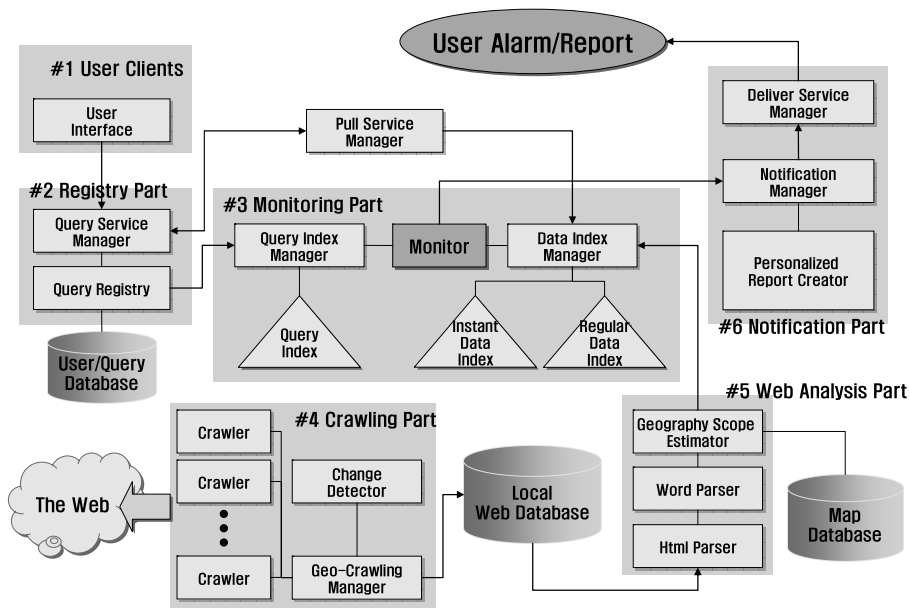 User Alarm/Report
#1 User Clients
User
Interface
Pull Service
Manager
Deliver Service
Manager
Notification
Manager
Personalized
Report Creator
#6 Notification Part
#2 Registry Part
Query Service
Manager
Query Registry
User/Query
Database
#3 Monitoring Part
Query Index
Manager
Monitor
Data Index
Manager
Query
Index
Instant
Data
Index
Regular
Data
Index
#4 Crawling Part
Crawler
Crawler
Crawler
Change
Detector
Geo-Crawling
Manager
The Web
Local
Web Database
#5 Web Analysis Part
Geography Scope
Estimator
Word Parser
Html Parser
Map
Database